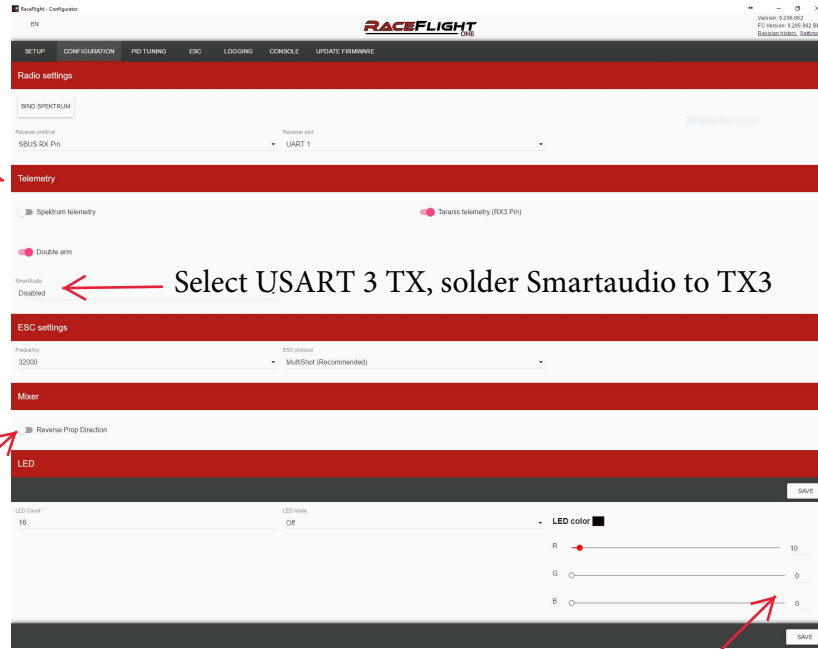 RaceFlight - Configurator
EN
RACEFLIGHT
ONE
Version: 0.206.062
Revision history, Settings
SETUP CONFIGURATION PID TUNING ESC LOGGING CONSOLE UPDATE FIRMWARE
Radio settings
BIND SPEKTRUM
Receiver protocol Receiver port
SBUS RX Pin UART 1
Telemetry
Spektrum telemetry Taranis telemetry (RX3 Pin)
Double arm
SmartAudio
Disabled
Select USART 3 TX, solder Smartaudio to TX3
ESC settings
Frequency ESC protocol
32000 MultiShot (Recommended)
Mixer
Reverse Prop Direction
LED
SAVE
LED Count * LED mode
16 Off LED color
R 10
G 0
B 0
SAVE